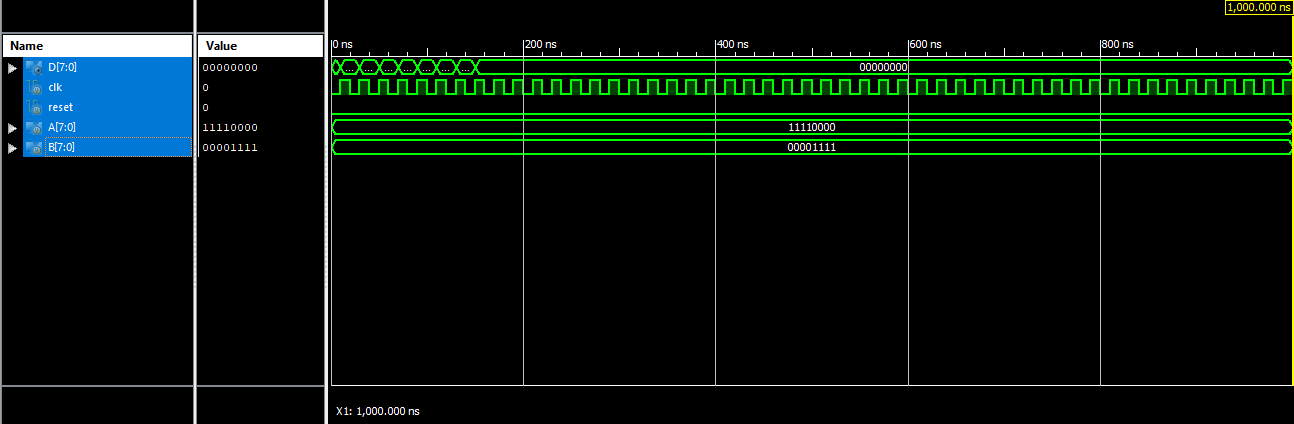 1,000.000 ns
Name Value
0 ns 200 ns 400 ns 600 ns 800 ns
D[7:0] 00000000 ... ... ... ... ... ... ... 00000000
clk 0
reset 0
A[7:0] 11110000 11110000
B[7:0] 00001111 00001111
X1: 1,000.000 ns